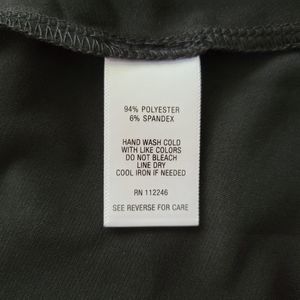 94% POLYESTER
6% SPANDEX
HAND WASH COLD
WITH LIKE COLORS
DO NOT BLEACH
LINE DRY
COOL IRON IF NEEDED
RN 112246
SEE REVERSE FOR CARE